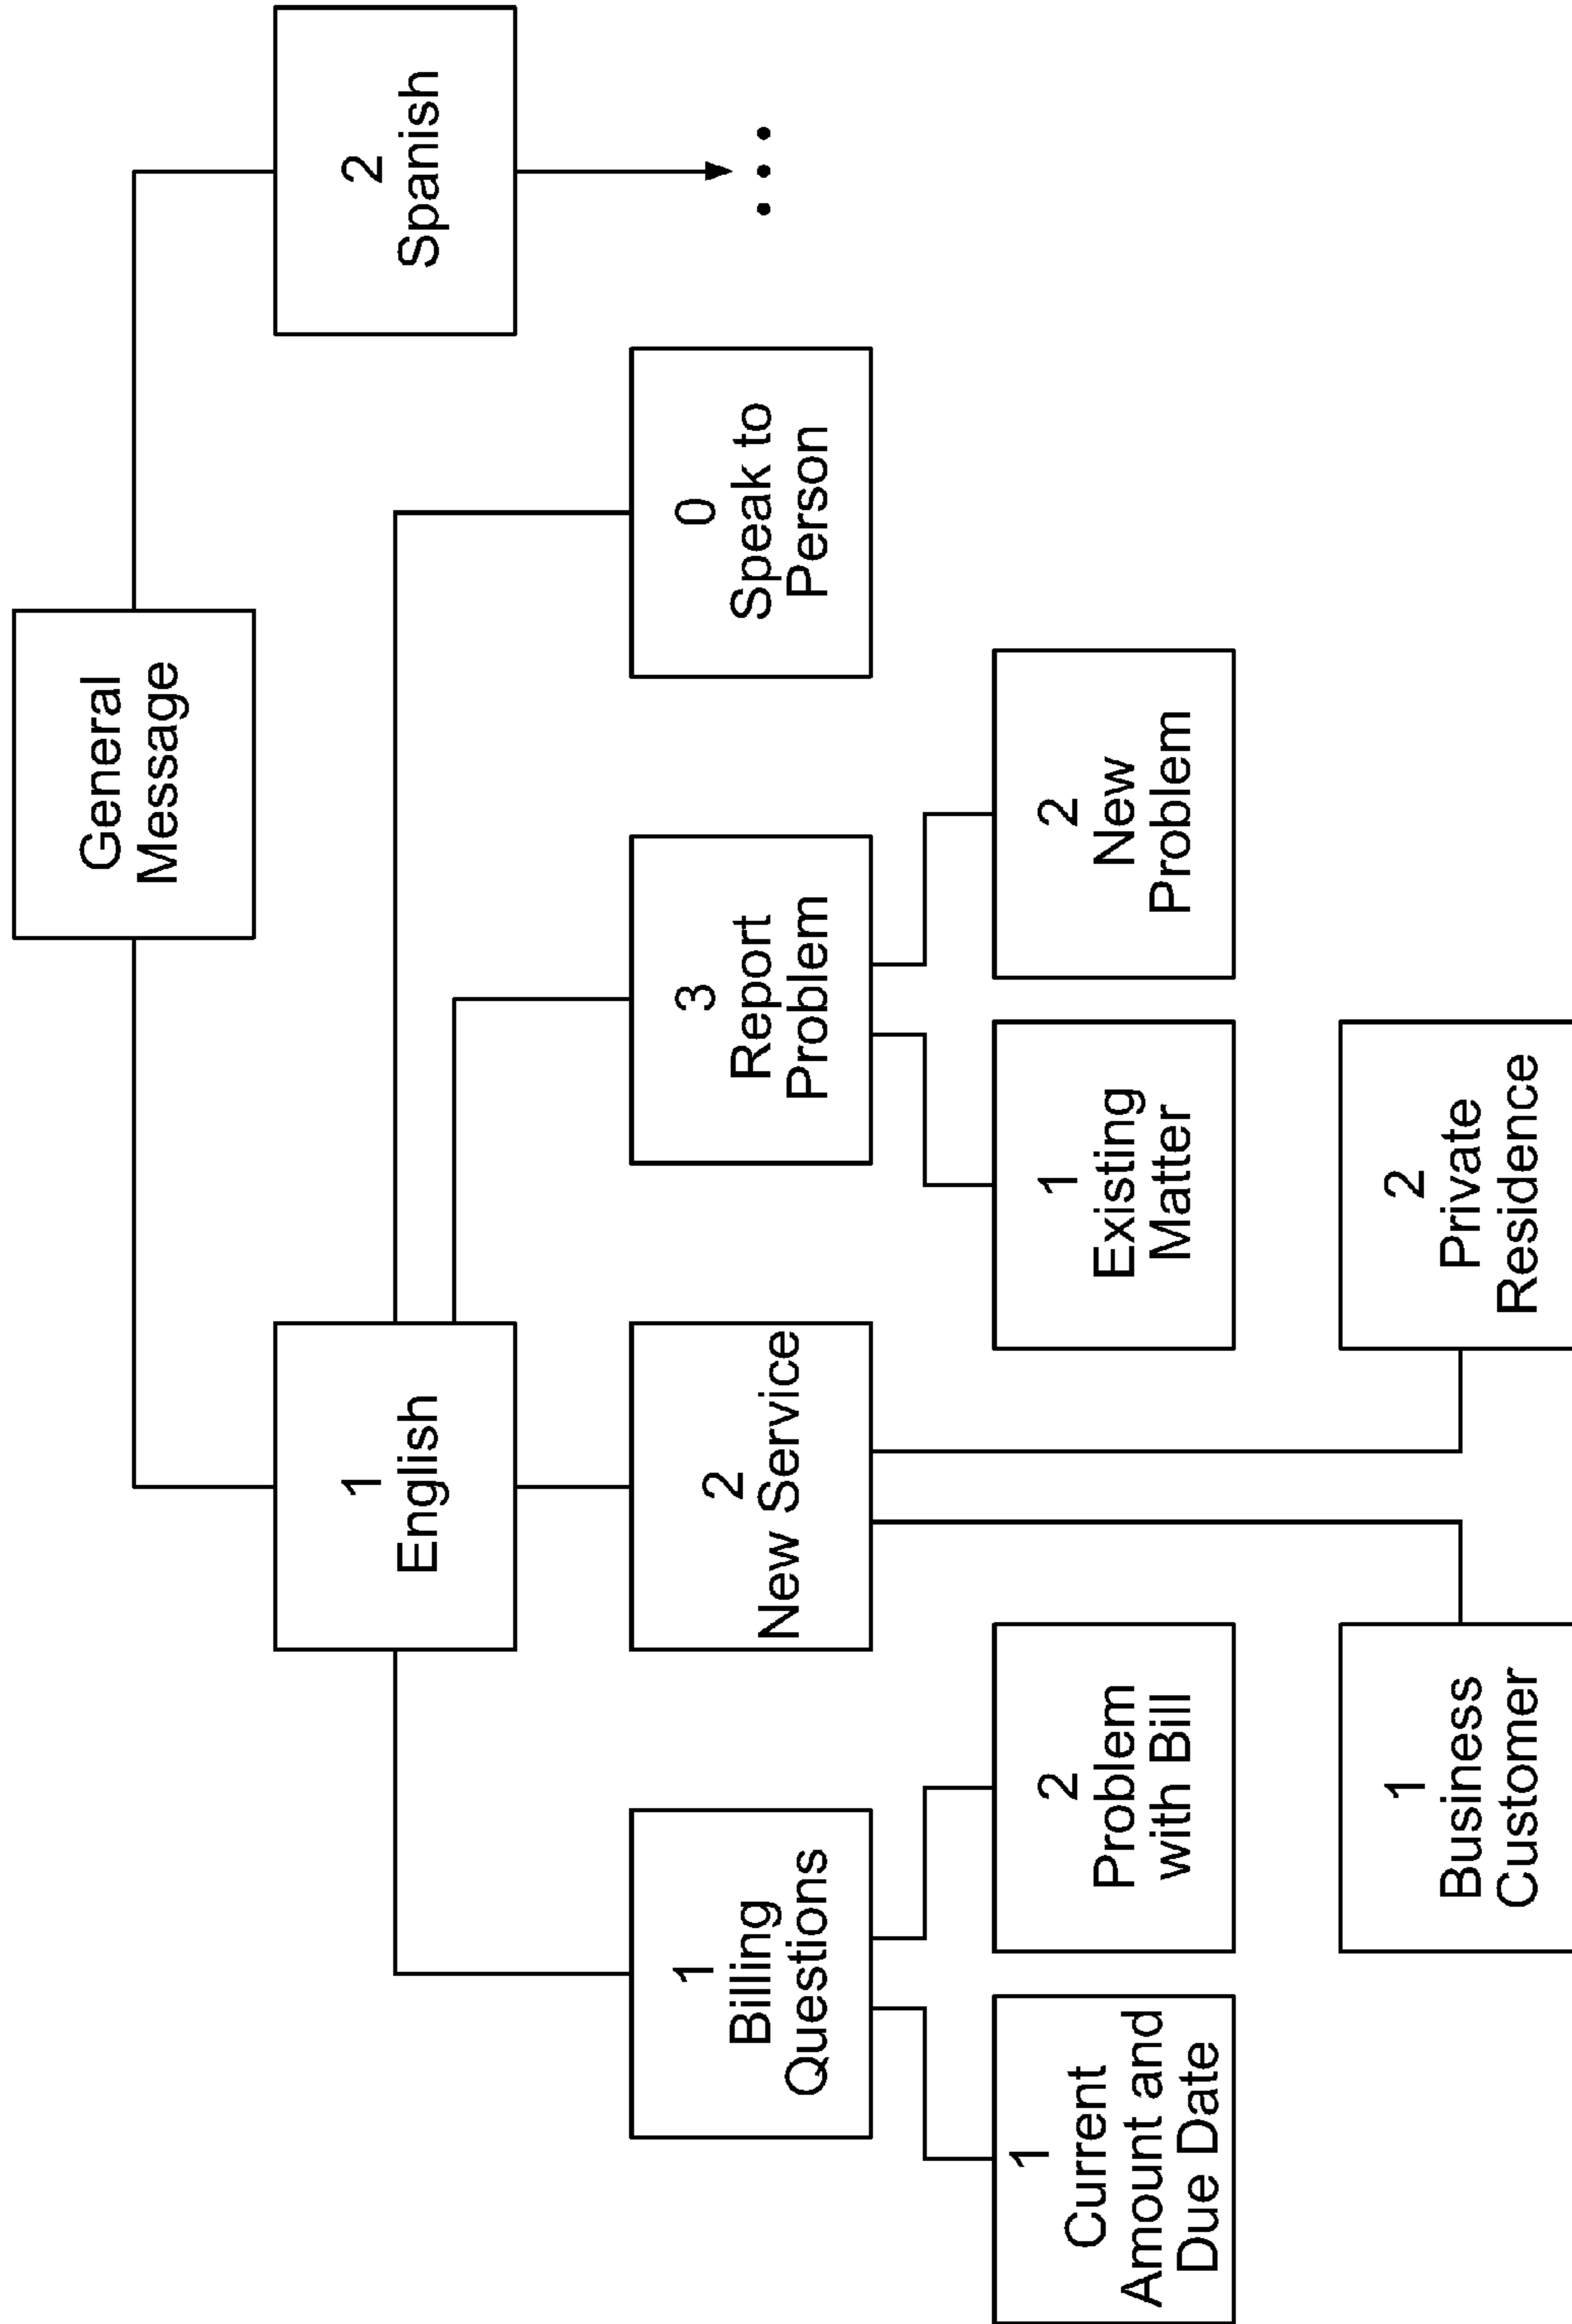 General
Message
1
English
2
Spanish
1
Billing
Questions
2
New Service
3
Report
Problem
0
Speak to
Person
1
Current
Amount and
Due Date
2
Problem
with Bill
1
Existing
Matter
2
New
Problem
1
Business
Customer
2
Private
Residence